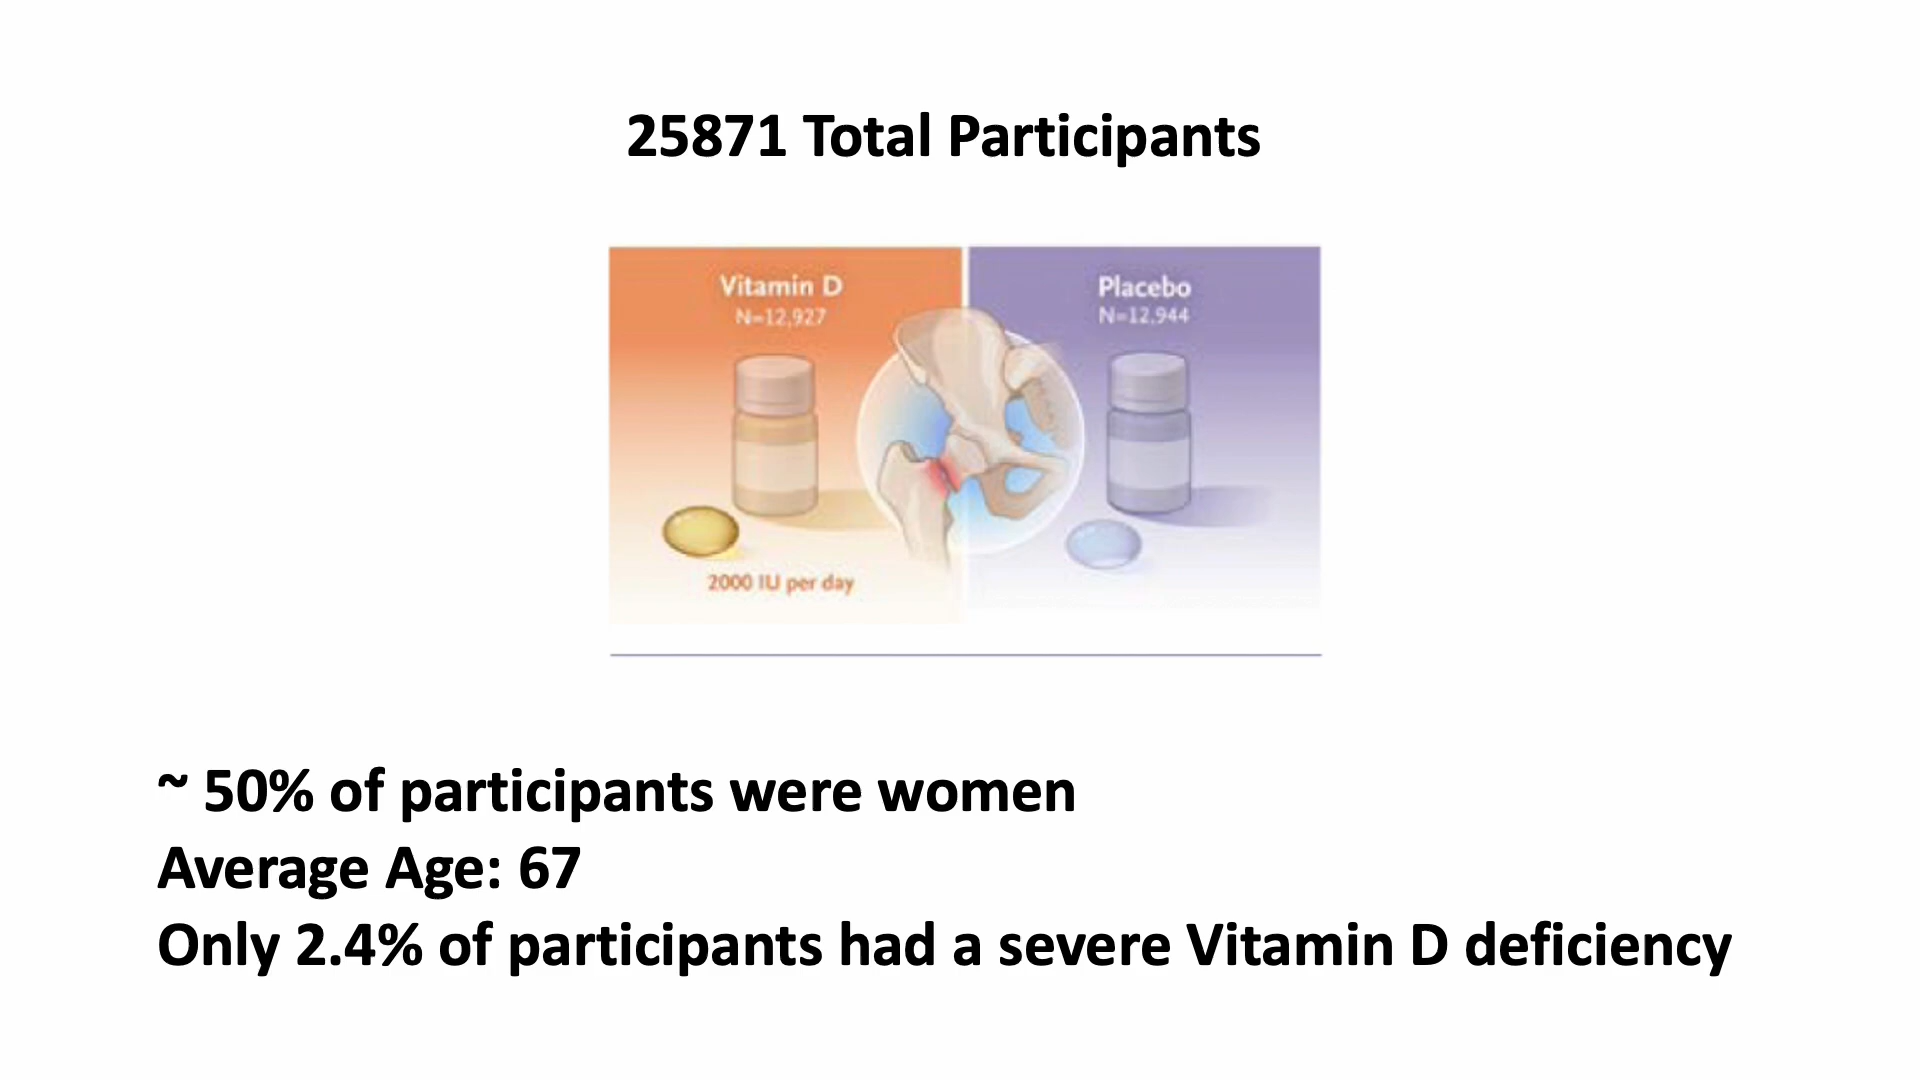 25871 Total Participants
Vitamin D
N=12,927
Placebo
N=12,944
2000 IU per day
~ 50% of participants were women
Average Age: 67
Only 2.4% of participants had a severe Vitamin D deficiency